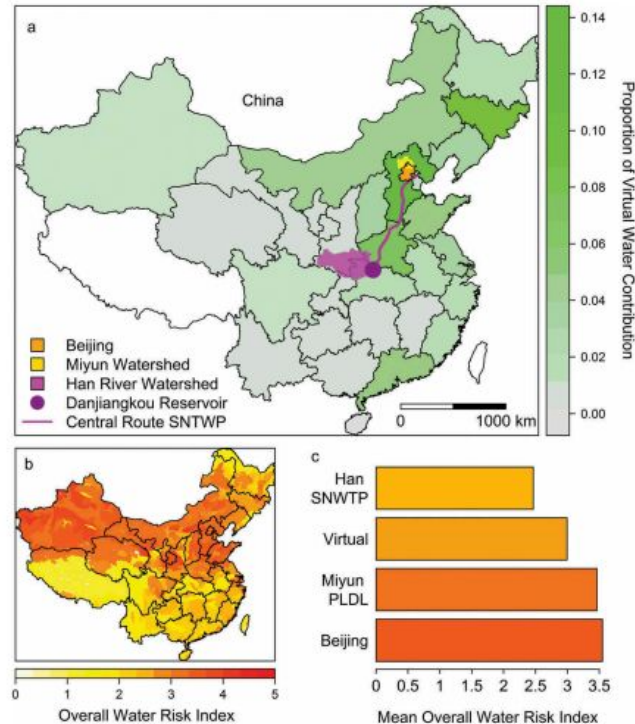 a
China
Beijing
Miyun Watershed
Han River Watershed
Danjiangkou Reservoir
Central Route SNTWP
0
1000 km
0.14
0.12
0.10
0.08
0.06
0.04
0.02
0.00
Proportion of Virtual Water Contribution
b
0 1 2 3 4 5
Overall Water Risk Index
c
Han
SNWTP
Virtual
Miyun
PLDL
Beijing
0 0.5 1 1.5 2 2.5 3 3.5
Mean Overall Water Risk Index